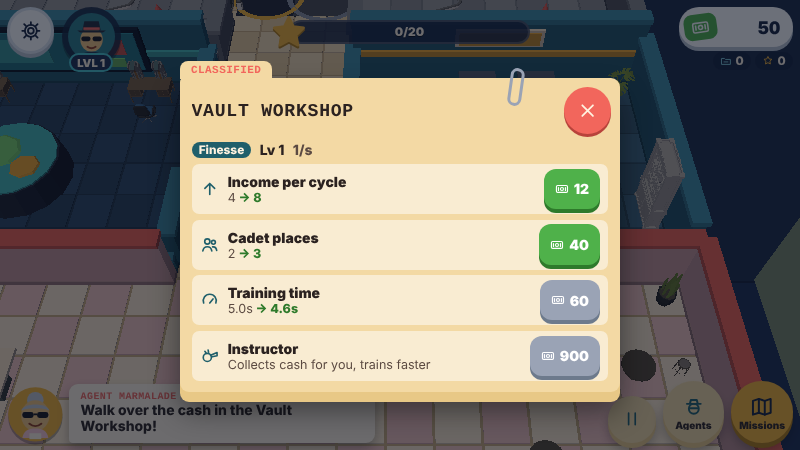 0/20
50
LVL 1
0 0
CLASSIFIED
VAULT WORKSHOP
Finesse Lv 1 1/s
Income per cycle
4 → 8
12
Cadet places
2 → 3
40
Training time
5.0s → 4.6s
60
Instructor
Collects cash for you, trains faster
900
AGENT MARMALADE
Walk over the cash in the Vault
Workshop!
Agents
Missions